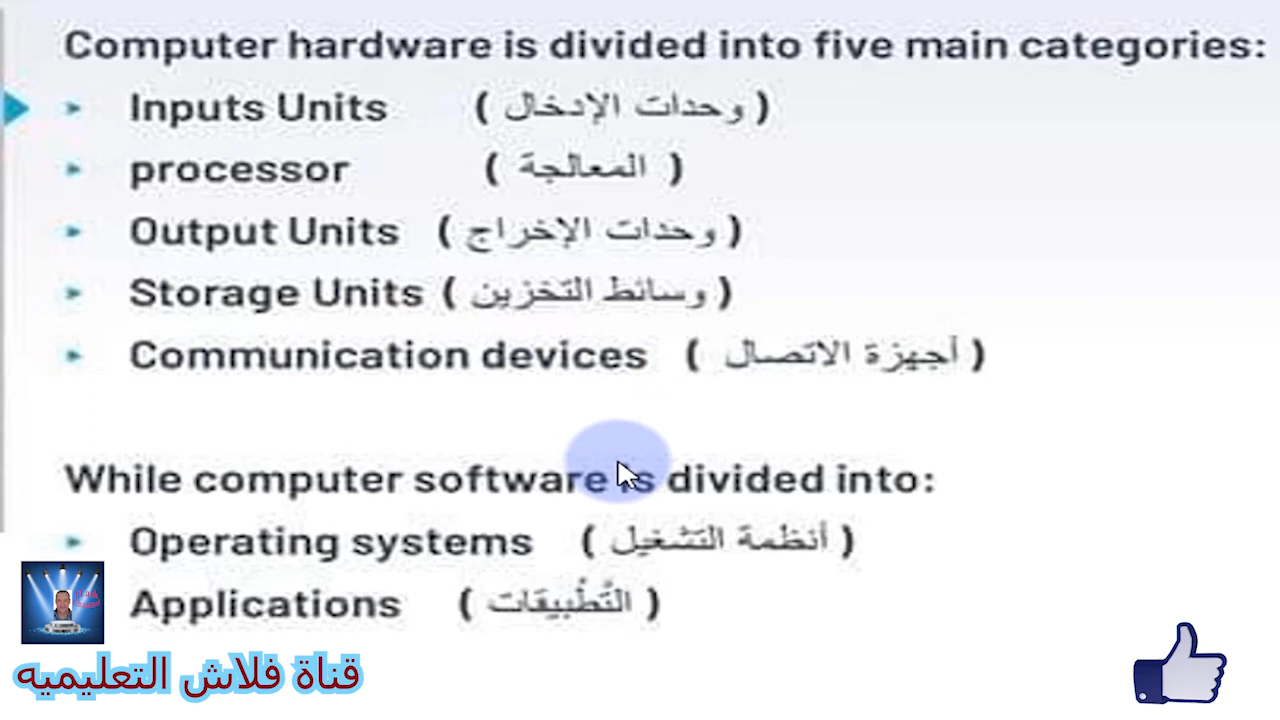 Computer hardware is divided into five main categories:
Inputs Units ( وحدات الإدخال )
processor ( المعالجة )
Output Units ( وحدات الإخراج )
Storage Units ( وسائط التخزين )
Communication devices ( أجهزة الاتصال )
While computer software is divided into:
Operating systems ( أنظمة التشغيل )
Applications ( التَّطْبيقات )
قناة فلاش التعليميه